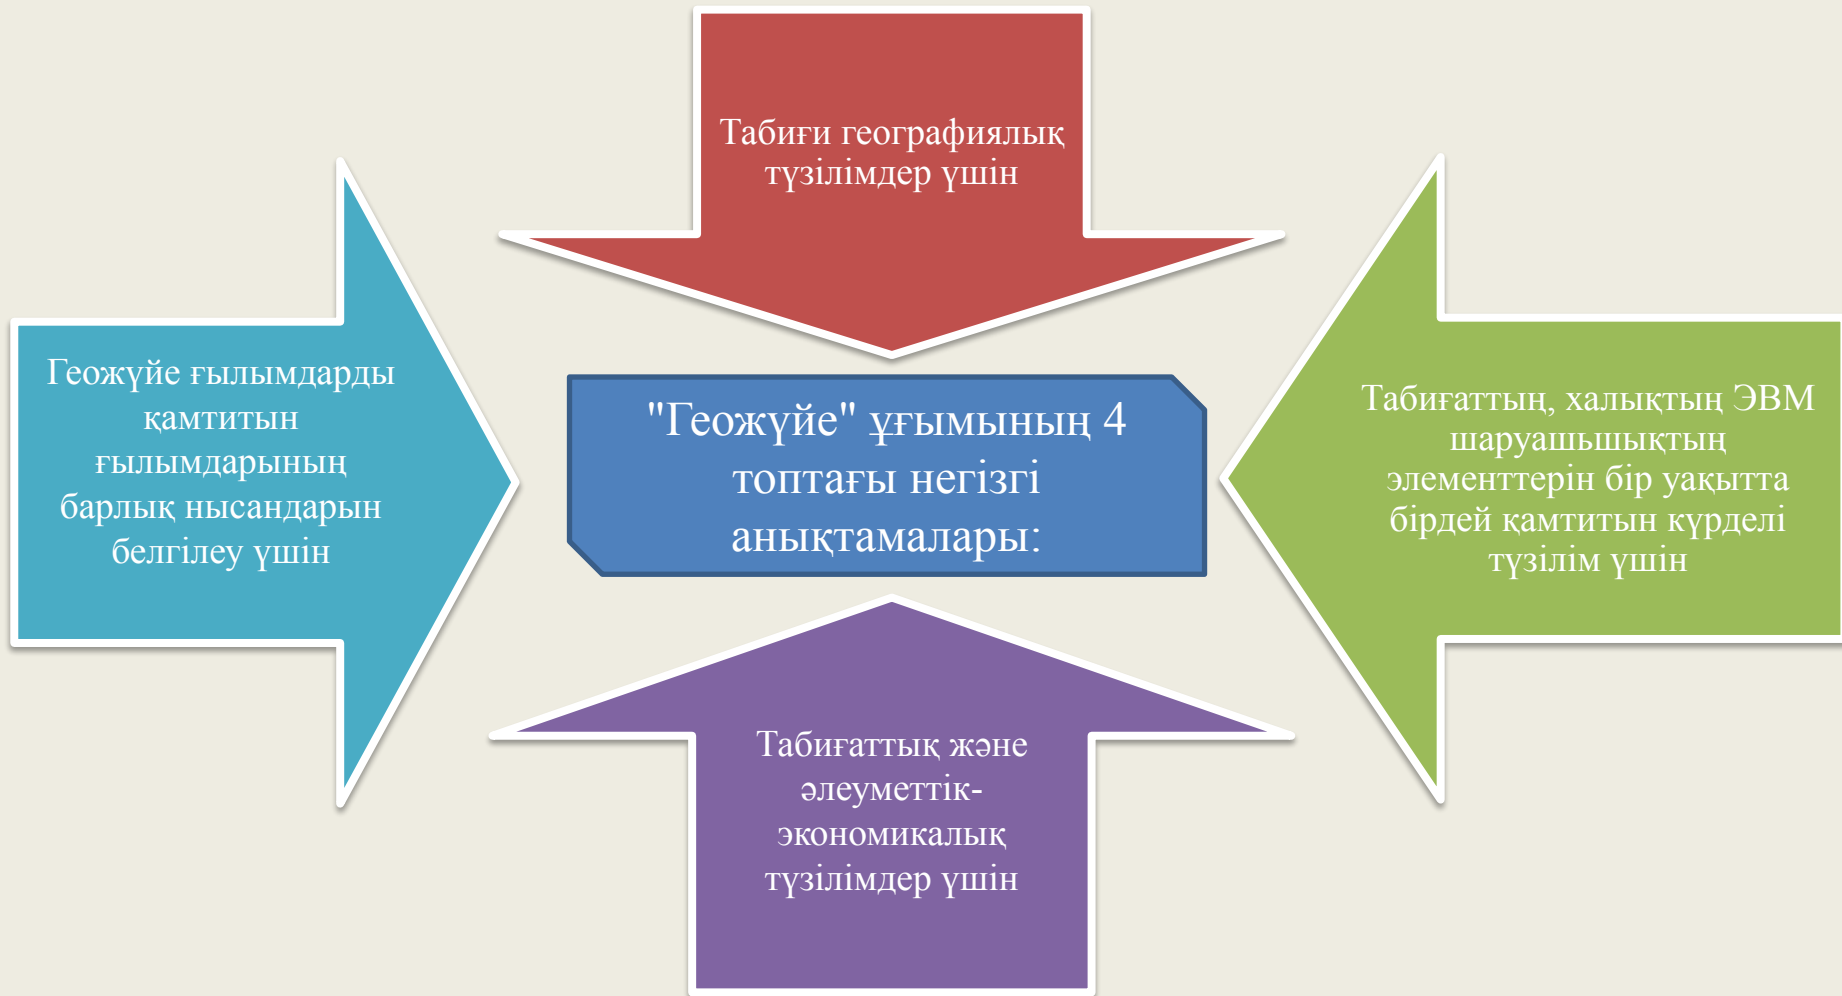 Табиғи географиялық
түзілімдер үшін
Геожүйе ғылымдарды
қамтитын
ғылымдарының
барлық нысандарын
белгілеу үшін
"Геожүйе" ұғымының 4
топтағы негізгі
анықтамалары:
Табиғаттың, халықтың ЭВМ
шаруашьшықтың
элементтерін бір уақытта
бірдей қамтитын күрделі
түзілім үшін
Табиғаттық және
әлеуметтік-
экономикалық
түзілімдер үшін